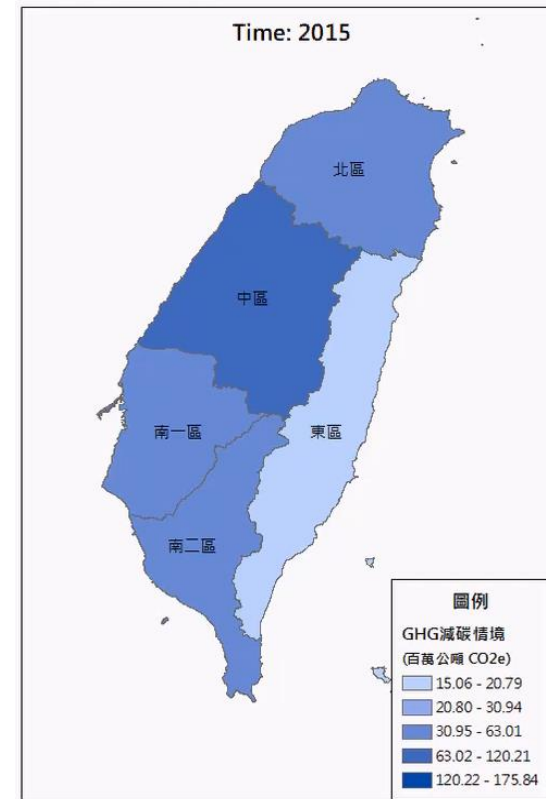 Time: 2015
北區
中區
南一區
東區
南二區
圖例
GHG減碳情境
(百萬公噸 CO2e)
15.06 - 20.79
20.80 - 30.94
30.95 - 63.01
63.02 - 120.21
120.22 - 175.84